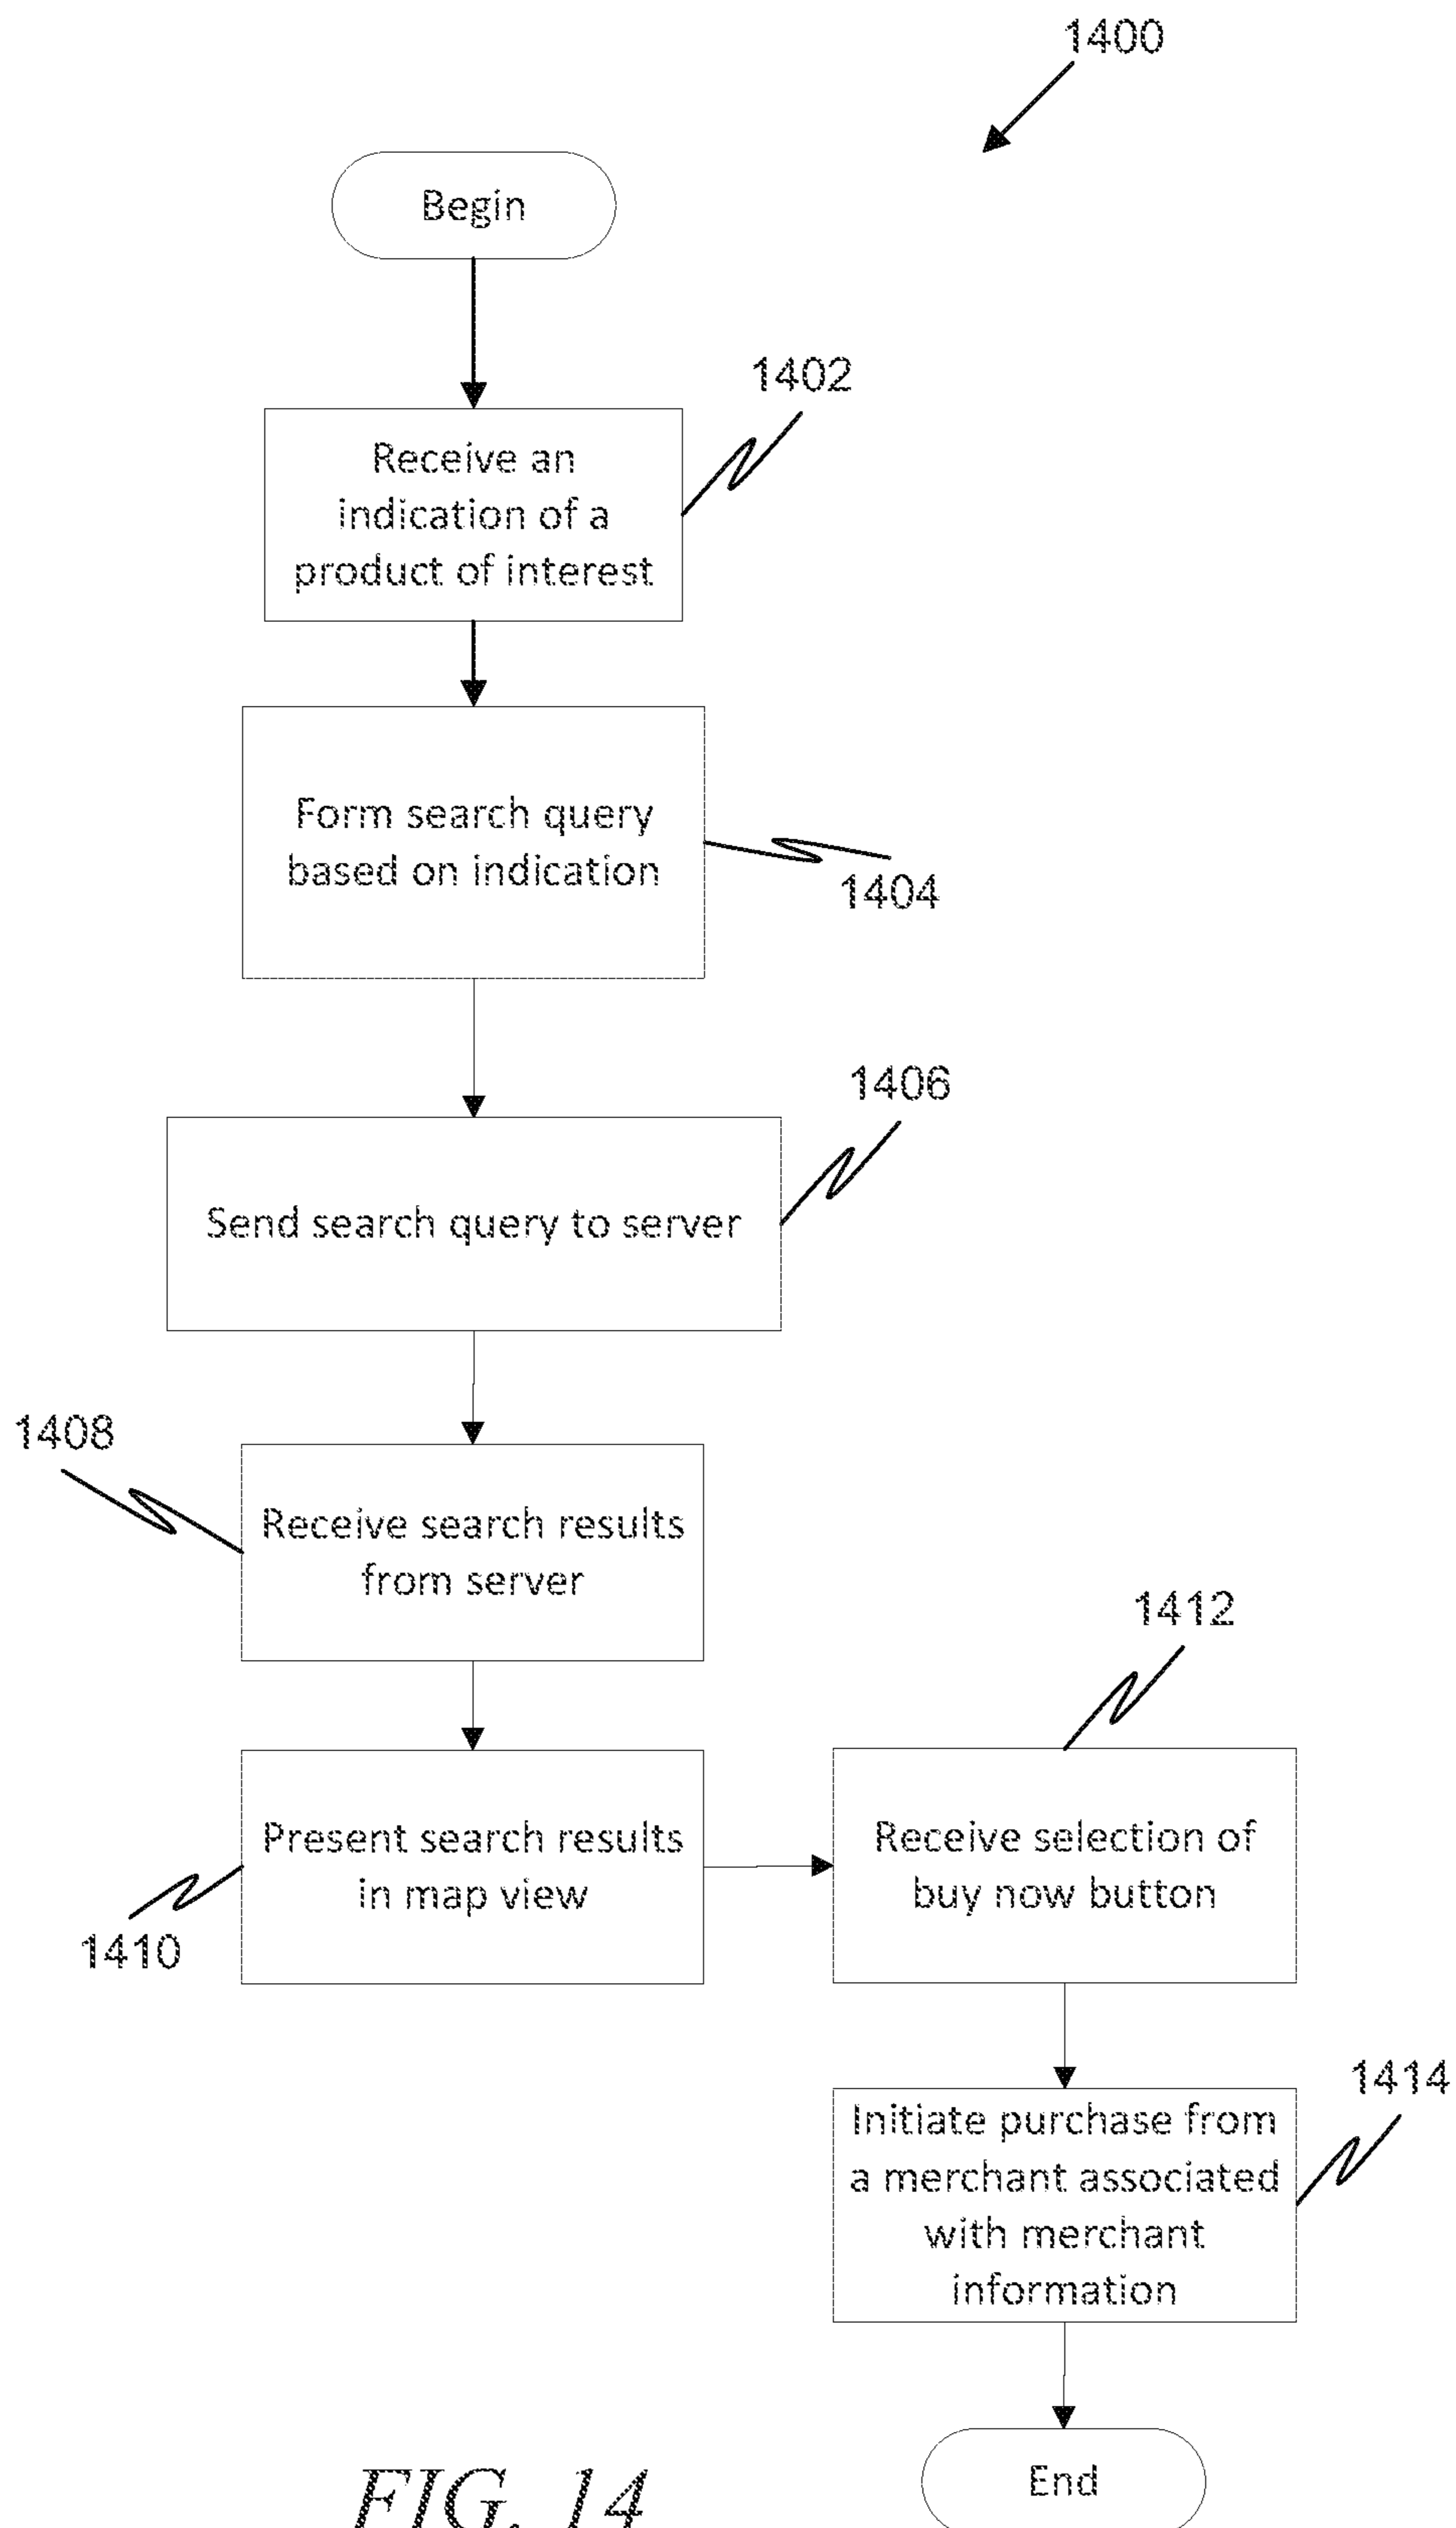 1400
Begin
1402
Receive an
indication of a
product of interest
Form search query
based on indication
1404
1406
Send search query to server
1408
Receive search results
from server
1412
Present search results
in map view
1410
Receive selection of
buy now button
1414
Initiate purchase from
a merchant associated
with merchant
information
End
FIG. 14